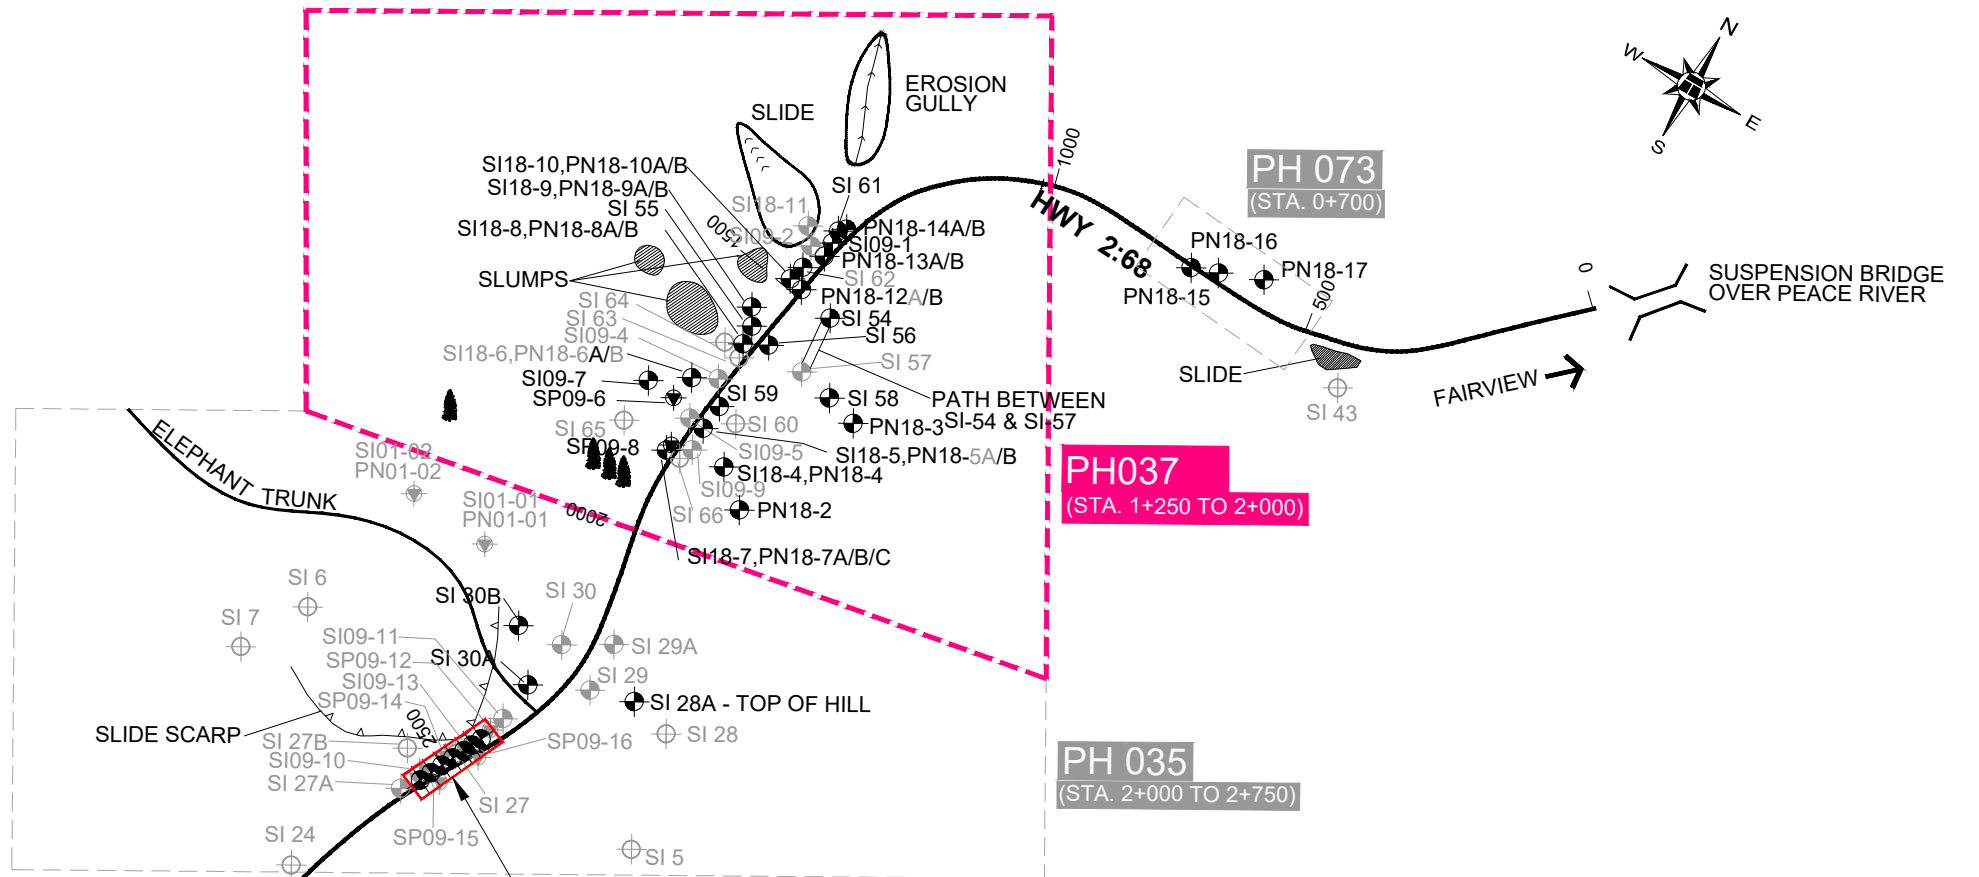 N
W
E
S
EROSION
GULLY
SLIDE
1000
PH 073
(STA. 0+700)
SI18-10,PN18-10A/B
SI18-9,PN18-9A/B
SI 55
SI18-8,PN18-8A/B
SI 61
SI18-11
1500
SI09-2
PN18-14A/B
SI09-1
PN18-13A/B
SI 62
PN18-12A/B
HWY 2:68
PN18-16
PN18-17
PN18-15
500
0
SUSPENSION BRIDGE
OVER PEACE RIVER
SLUMPS
SI 64
SI 63
SI09-4
SI18-6,PN18-6A/B
SI09-7
SP09-6
SI 54
SI 56
SI 57
SLIDE
FAIRVIEW
SI 43
SI 59
SI 58
PATH BETWEEN
SI-54 & SI-57
PN18-3
SI 65
SI 60
SP09-8
SI09-5
SI18-5,PN18-5A/B
SI18-4,PN18-4
SI09-9
SI 66
PN18-2
2000
SI18-7,PN18-7A/B/C
PH037
(STA. 1+250 TO 2+000)
ELEPHANT TRUNK
SI01-02
PN01-02
SI01-01
PN01-01
SI 6
SI 7
SI 30B
SI 30
SI09-11
SP09-12
SI 30A
SI 29A
SI09-13
SI 29
SP09-14
SI 28A - TOP OF HILL
2500
SLIDE SCARP
SI 27B
SI09-10
SI 27A
SP09-16
SI 28
SI 27
SP09-15
SI 24
SI 5
PH 035
(STA. 2+000 TO 2+750)